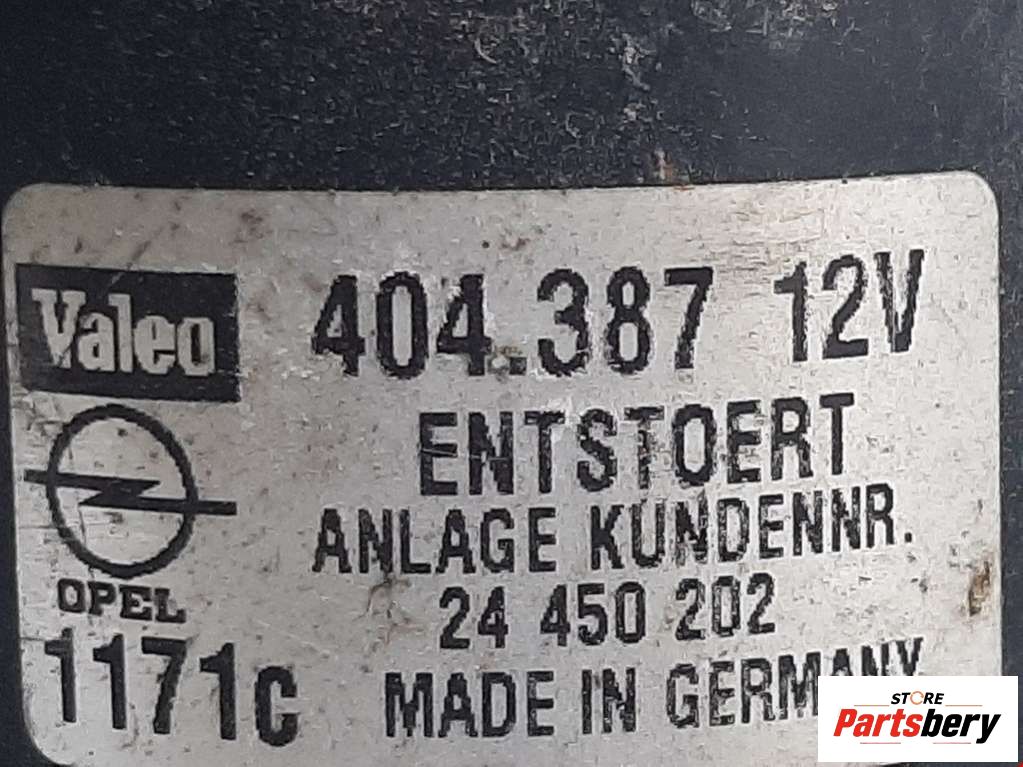 Valeo 404.387 12V
ENTSTOERT
ANLAGE KUNDENNR.
OPEL 24 450 202
1171C MADE IN GERMANY
STORE
Partsbery